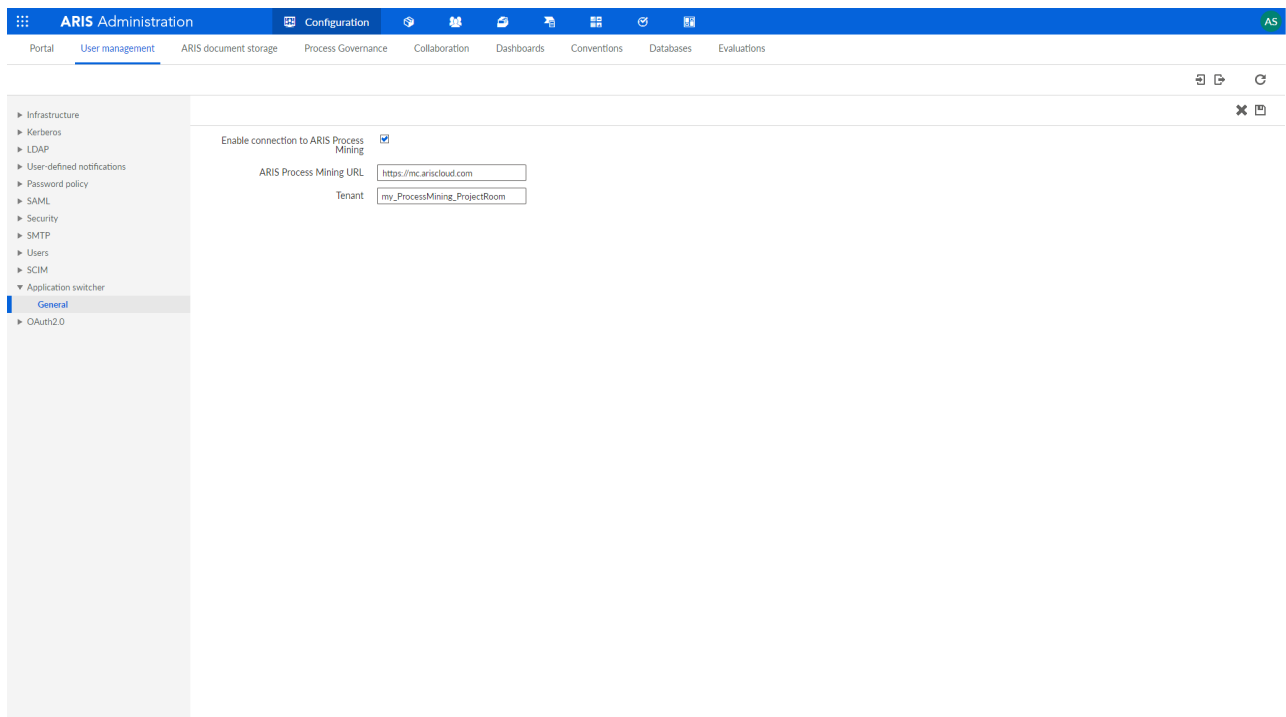 ARIS Administration
Configuration
AS
Portal
User management
ARIS document storage
Process Governance
Collaboration
Dashboards
Conventions
Databases
Evaluations
Infrastructure
Kerberos
LDAP
User-defined notifications
Password policy
SAML
Security
SMTP
Users
SCIM
Application switcher
General
OAuth2.0
Enable connection to ARIS Process
Mining
ARIS Process Mining URL
https://mc.ariscloud.com
Tenant
my_ProcessMining_ProjectRoom